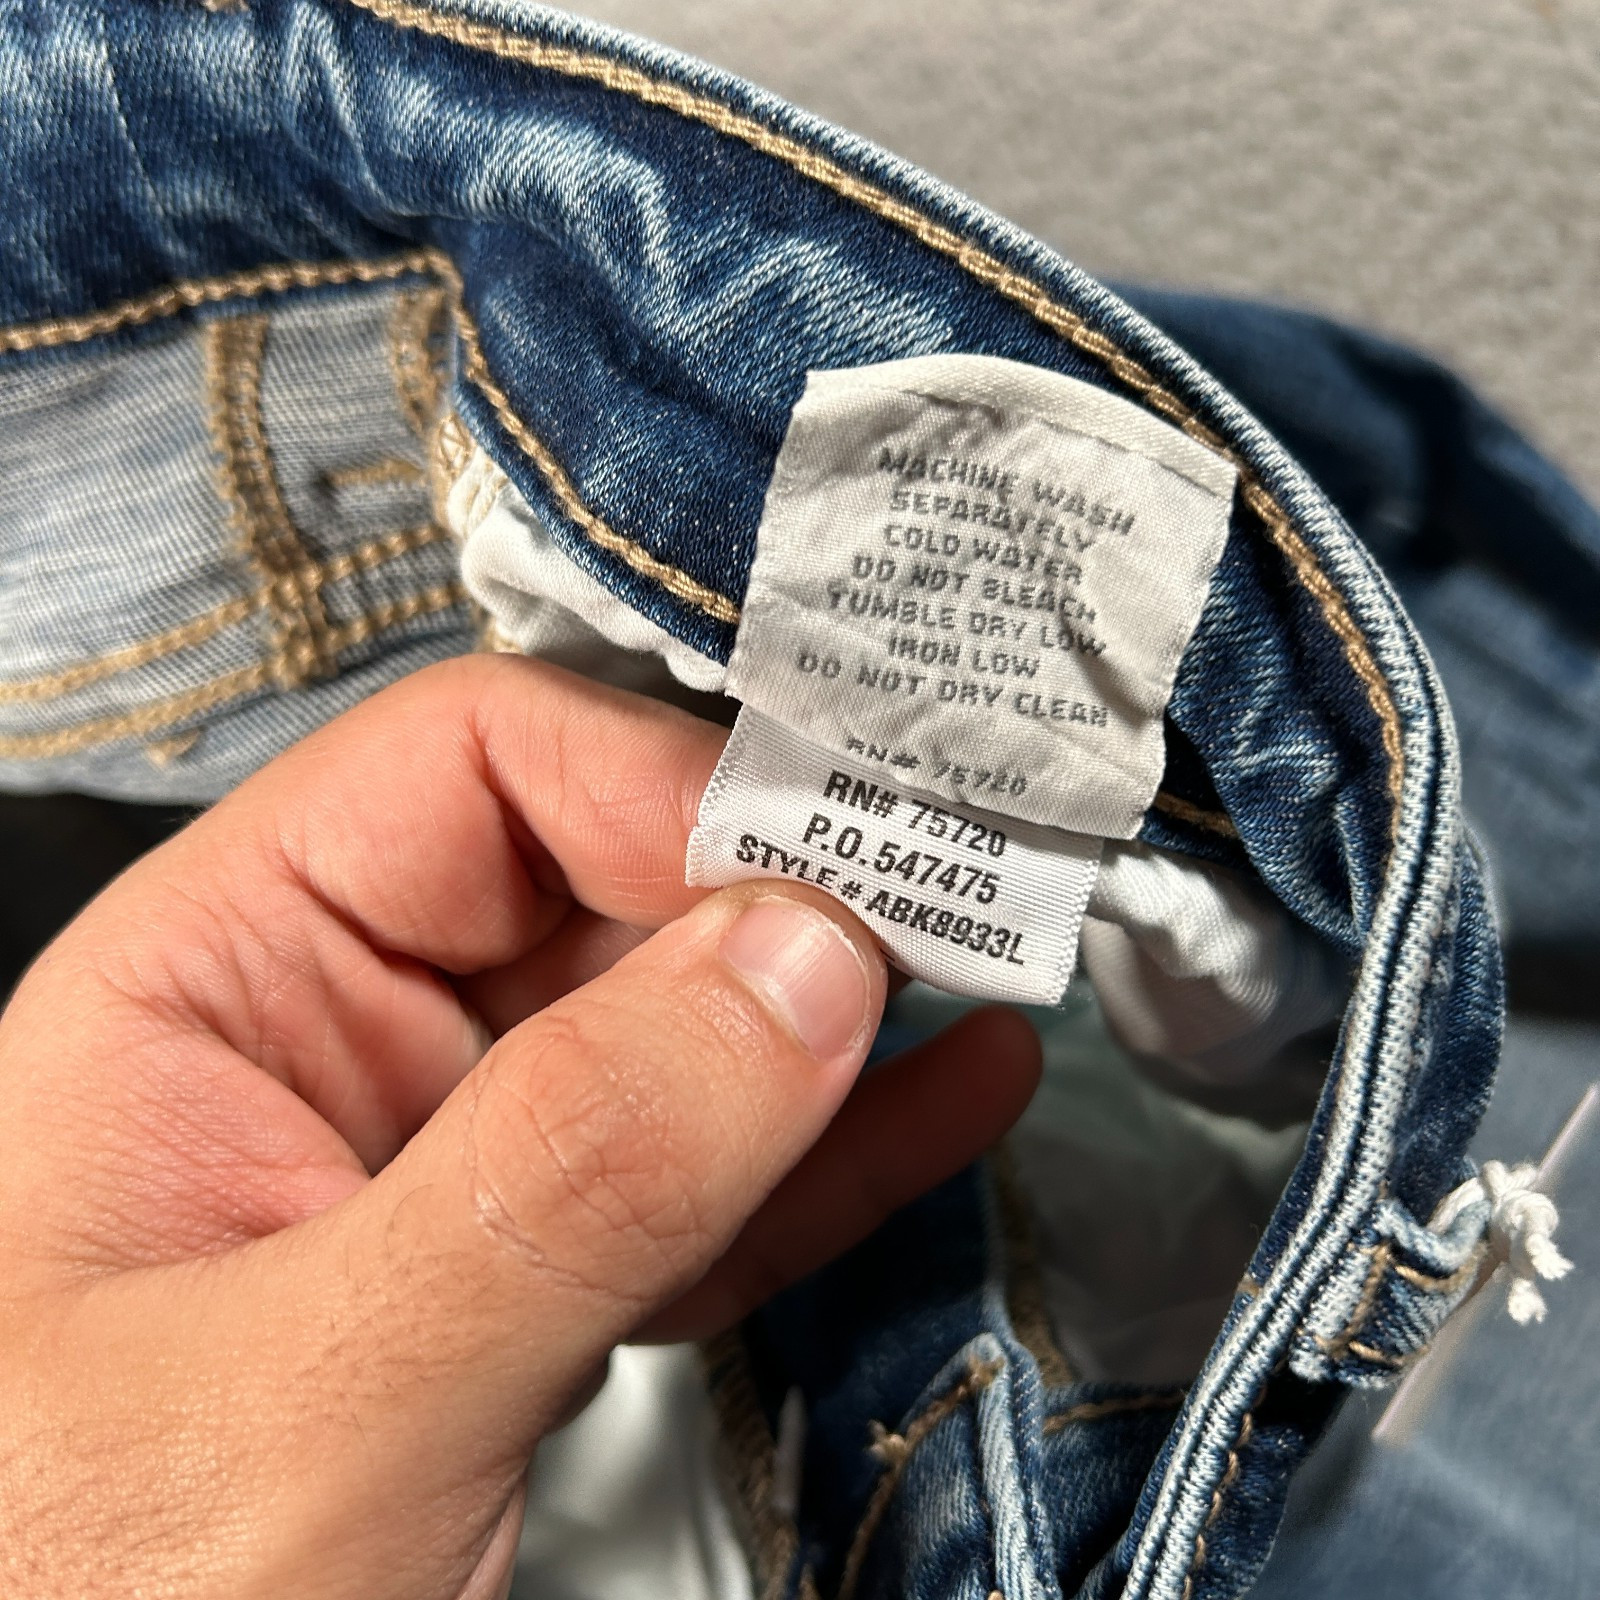 MACHINE WASH
SEPARATELY
COLD WATER
DO NOT BLEACH
TUMBLE DRY LOW
IRON LOW
DO NOT DRY CLEAN
RN# 75720
RN# 75720
P.O. 547475
STYLE # ABK8933L